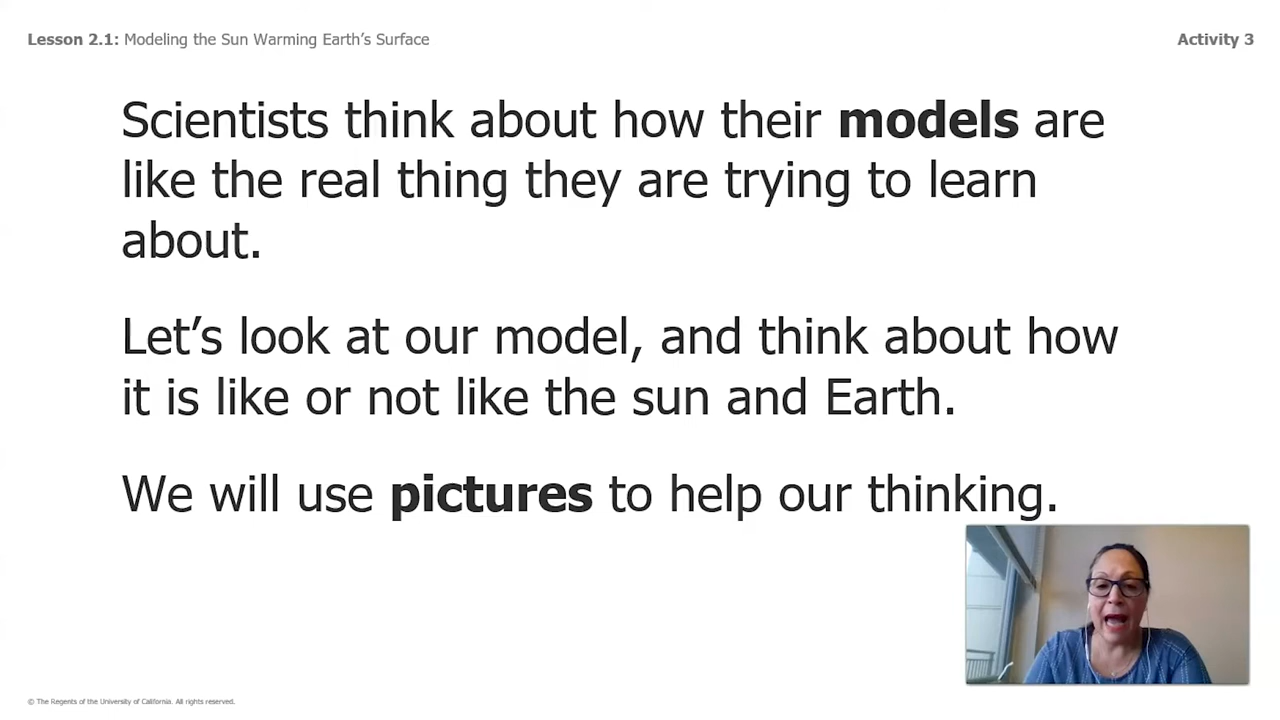 Lesson 2.1: Modeling the Sun Warming Earth’s Surface
Activity 3
Scientists think about how their models are
like the real thing they are trying to learn
about.
Let’s look at our model, and think about how
it is like or not like the sun and Earth.
We will use pictures to help our thinking.
© The Regents of the University of California. All rights reserved.